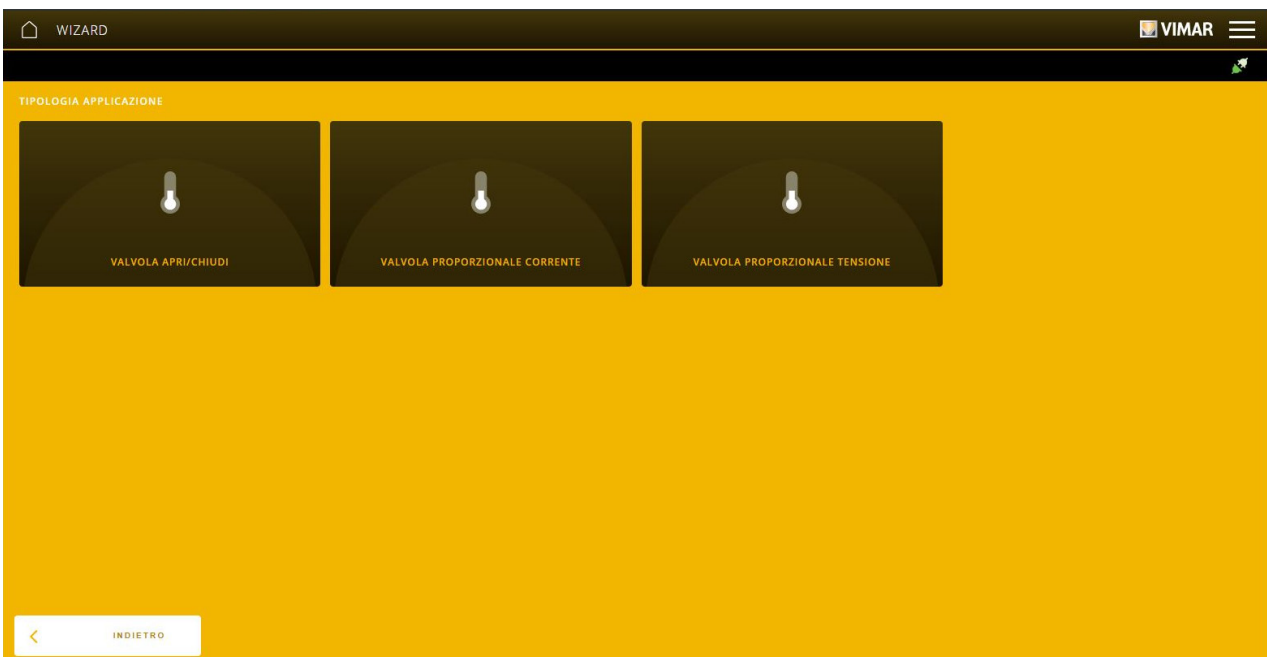 WIZARD
VIMAR
TIPOLOGIA APPLICAZIONE
VALVOLA APRI/CHIUDI
VALVOLA PROPORZIONALE CORRENTE
VALVOLA PROPORZIONALE TENSIONE
INDIETRO